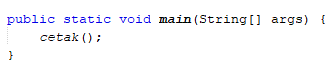 public static void main(String[] args) {
    cetak();
}